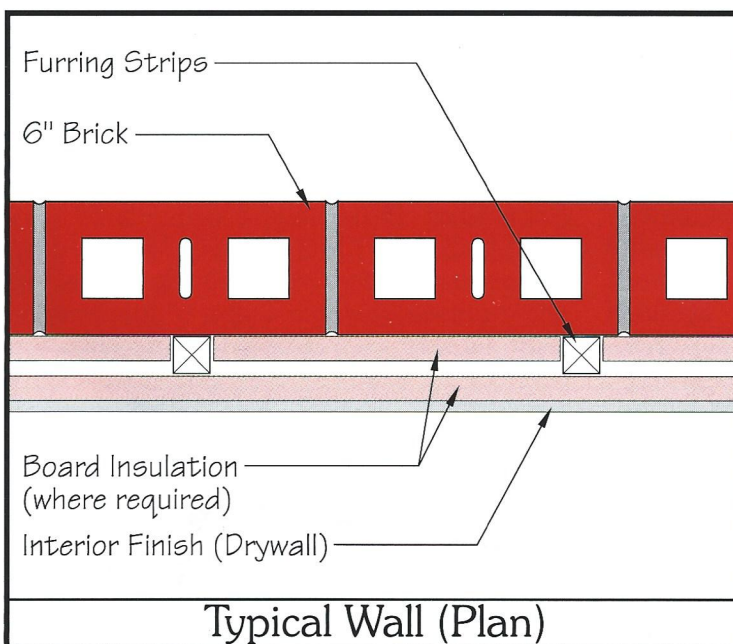 Furring Strips
6" Brick
Board Insulation
(where required)
Interior Finish (Drywall)
Typical Wall (Plan)